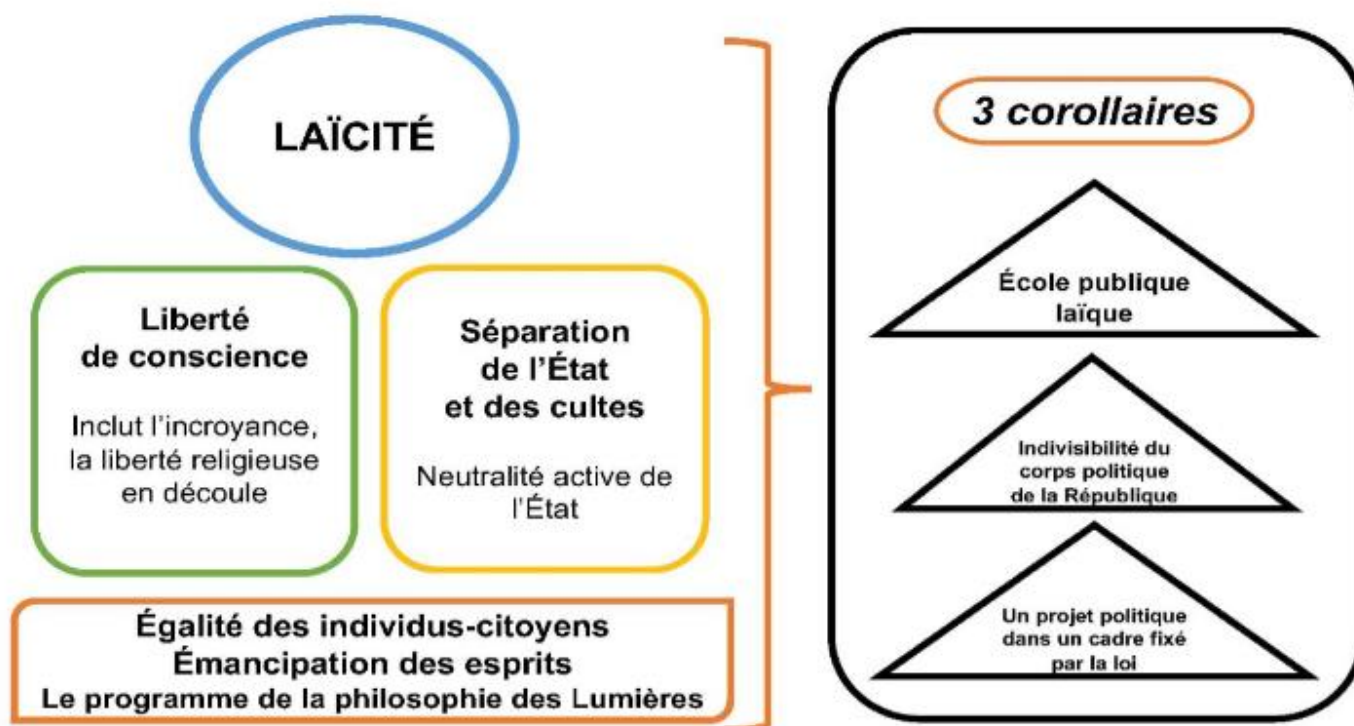 LAÏCITÉ
Liberté
de conscience
Inclut l'incroyance,
la liberté religieuse
en découle
Séparation
de l'État
et des cultes
Neutralité active de
l'État
Égalité des individus-citoyens
Émancipation des esprits
Le programme de la philosophie des Lumières
3 corollaires
École publique
laïque
Indivisibilité du
corps politique
de la République
Un projet politique
dans un cadre fixé
par la loi